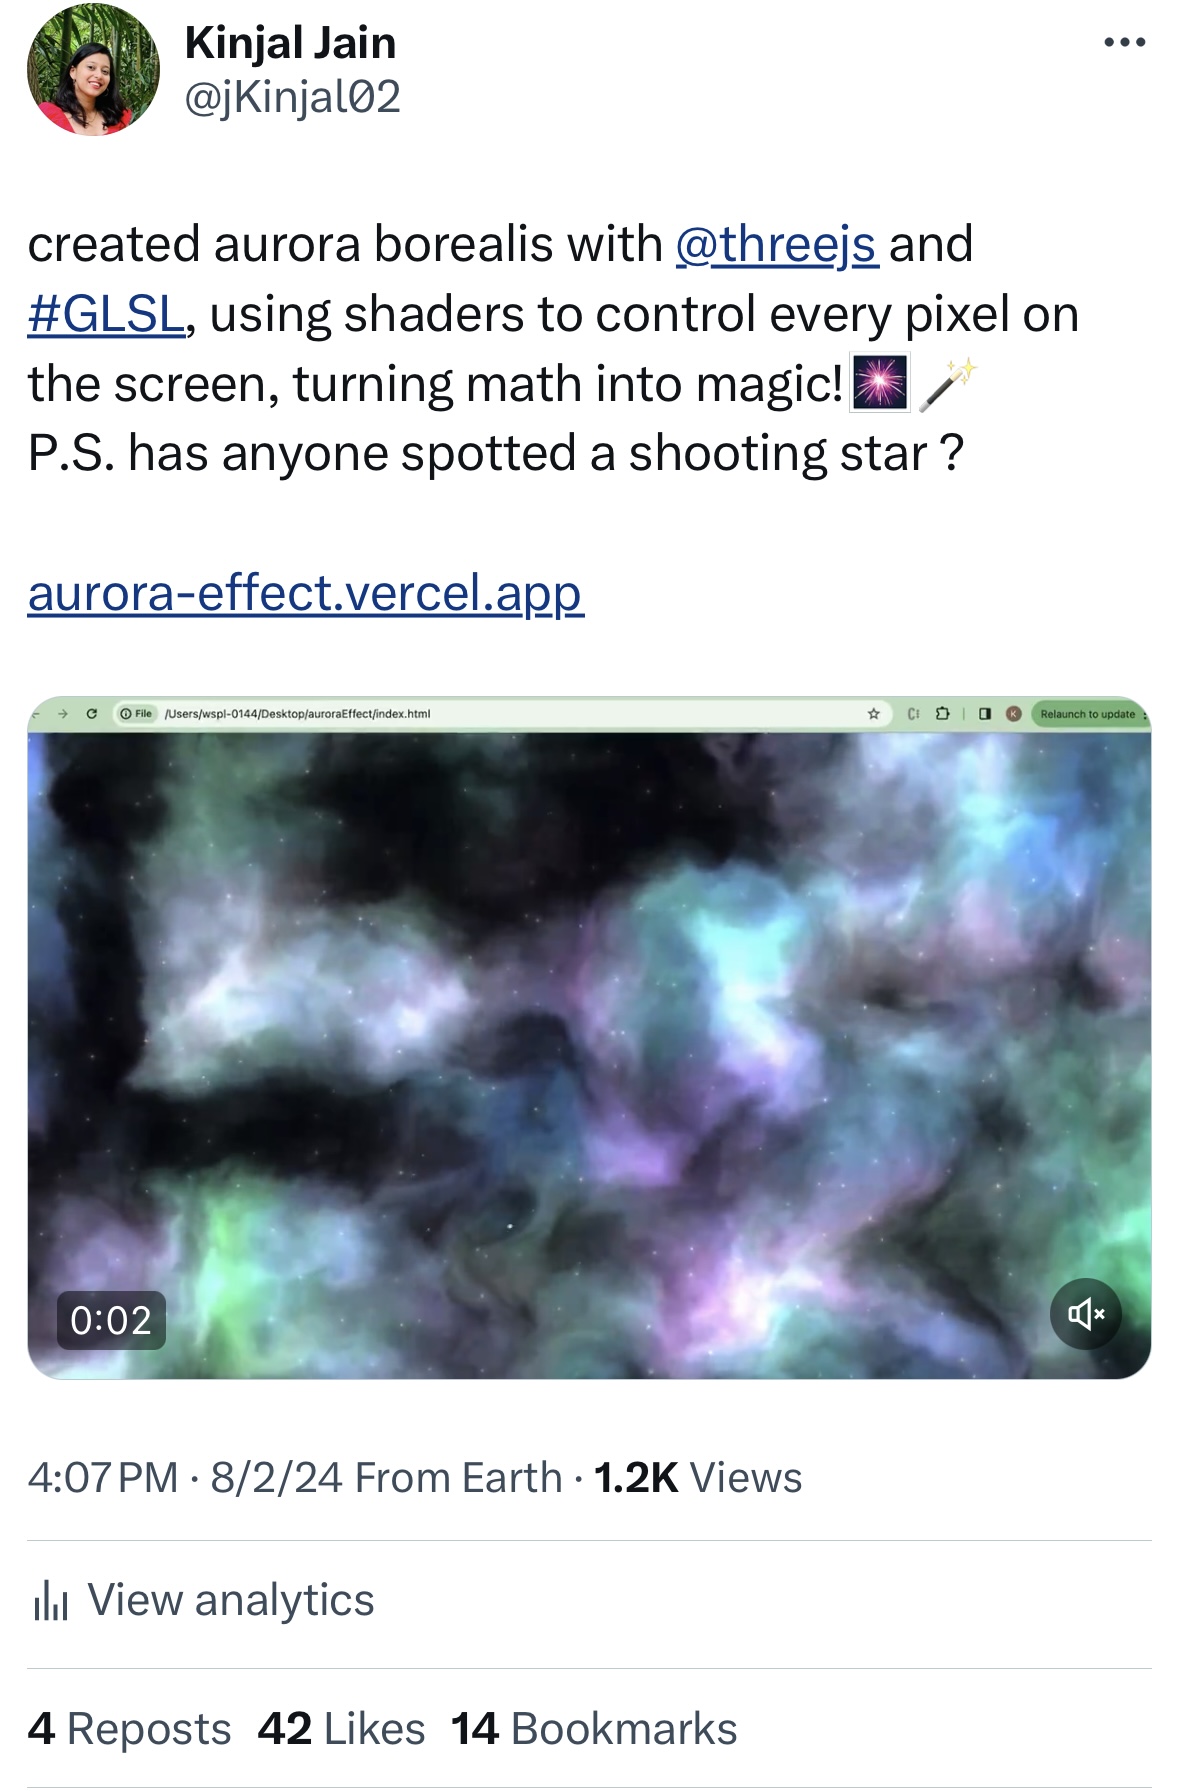 Kinjal Jain
@jKinjal02
created aurora borealis with @threejs and
#GLSL, using shaders to control every pixel on
the screen, turning math into magic!🎆🪄
P.S. has anyone spotted a shooting star ?
aurora-effect.vercel.app
File /Users/wspl-0144/Desktop/auroraEffect/index.html K Relaunch to update
0:02
4:07 PM · 8/2/24 From Earth · 1.2K Views
View analytics
4 Reposts 42 Likes 14 Bookmarks